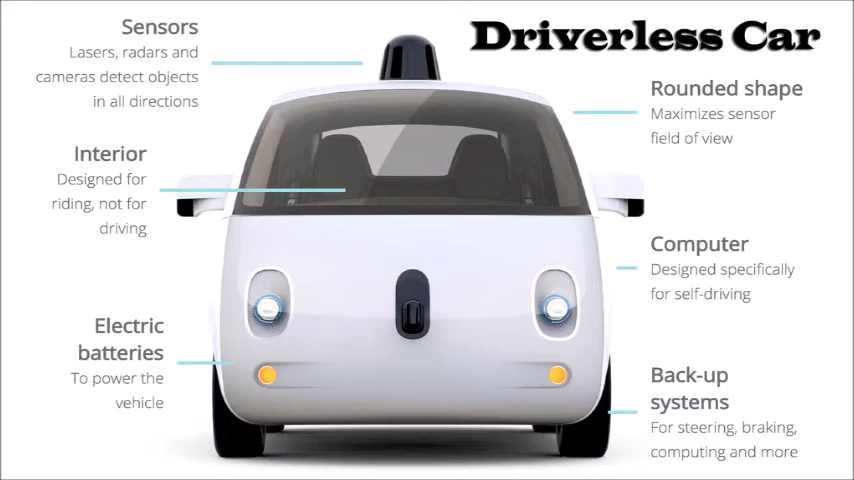 Driverless Car
Sensors
Lasers, radars and
cameras detect objects
in all directions
Interior
Designed for
riding, not for
driving
Electric
batteries
To power the
vehicle
Rounded shape
Maximizes sensor
field of view
Computer
Designed specifically
for self-driving
Back-up
systems
For steering, braking,
computing and more